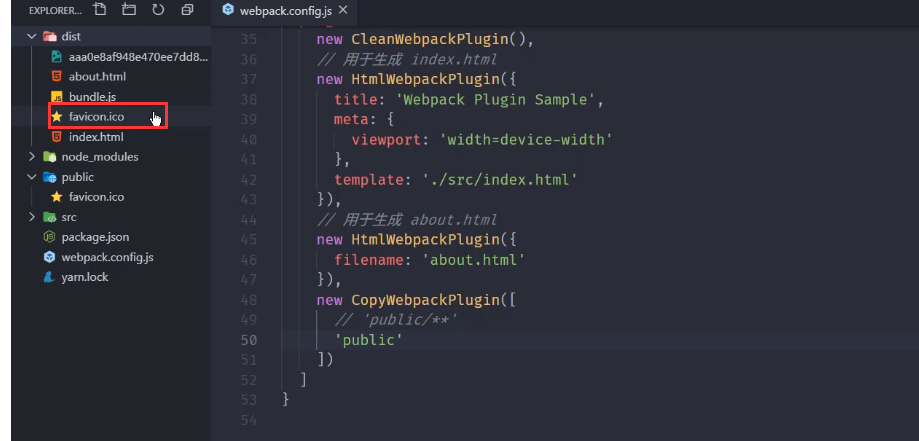 EXPLORER...
dist
aaa0e8af948e470ee7dd8...
about.html
bundle.js
favicon.ico
index.html
node_modules
public
favicon.ico
src
package.json
webpack.config.js
yarn.lock
webpack.config.js
35 new CleanWebpackPlugin(),
36 // 用于生成 index.html
37 new HtmlWebpackPlugin({
38 title: 'Webpack Plugin Sample',
39 meta: {
40 viewport: 'width=device-width'
41 },
42 template: './src/index.html'
43 }),
44 // 用于生成 about.html
45 new HtmlWebpackPlugin({
46 filename: 'about.html'
47 }),
48 new CopyWebpackPlugin([
49 // 'public/**'
50 'public'
51 ])
52 ]
53 }
54